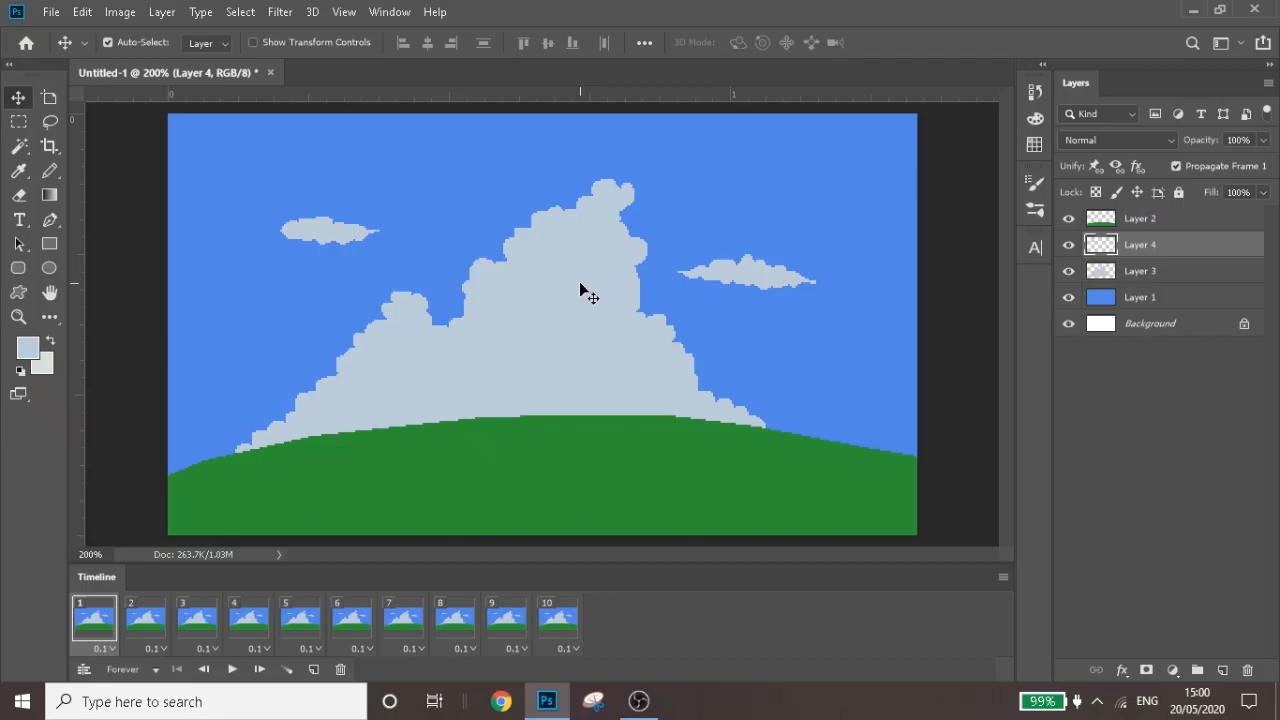 Ps File Edit Image Layer Type Select Filter 3D View Window Help
Auto-Select: Layer Show Transform Controls 3D Mode:
Untitled-1 @ 200% (Layer 4, RGB/8) *
Layers
0 1
Kind
0
Normal Opacity: 100%
Unify: Propagate Frame 1
Lock: Fill: 100%
Layer 2
Layer 4
Layer 3
Layer 1
Background
200% Doc: 263.7K/1.03M
Timeline
1 2 3 4 5 6 7 8 9 10
0.1 0.1 0.1 0.1 0.1 0.1 0.1 0.1 0.1 0.1
Forever
Type here to search
Ps
99%
ENG
15:00
20/05/2020